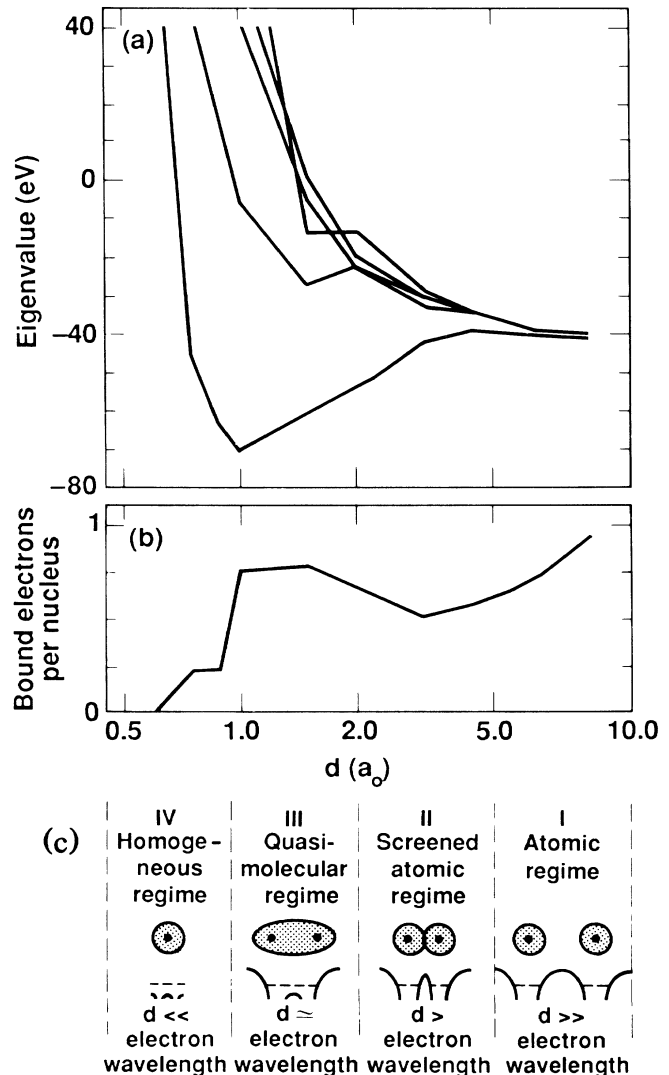 (a)
40
0
−40
−80
Eigenvalue (eV)
(b)
1
0
Bound electrons
per nucleus
0.5 1.0 2.0 5.0 10.0
d (a₀)
(c)
IV
Homoge-
neous
regime
d <<
electron
wavelength
III
Quasi-
molecular
regime
d ≃
electron
wavelength
II
Screened
atomic
regime
d >
electron
wavelength
I
Atomic
regime
d >>
electron
wavelength